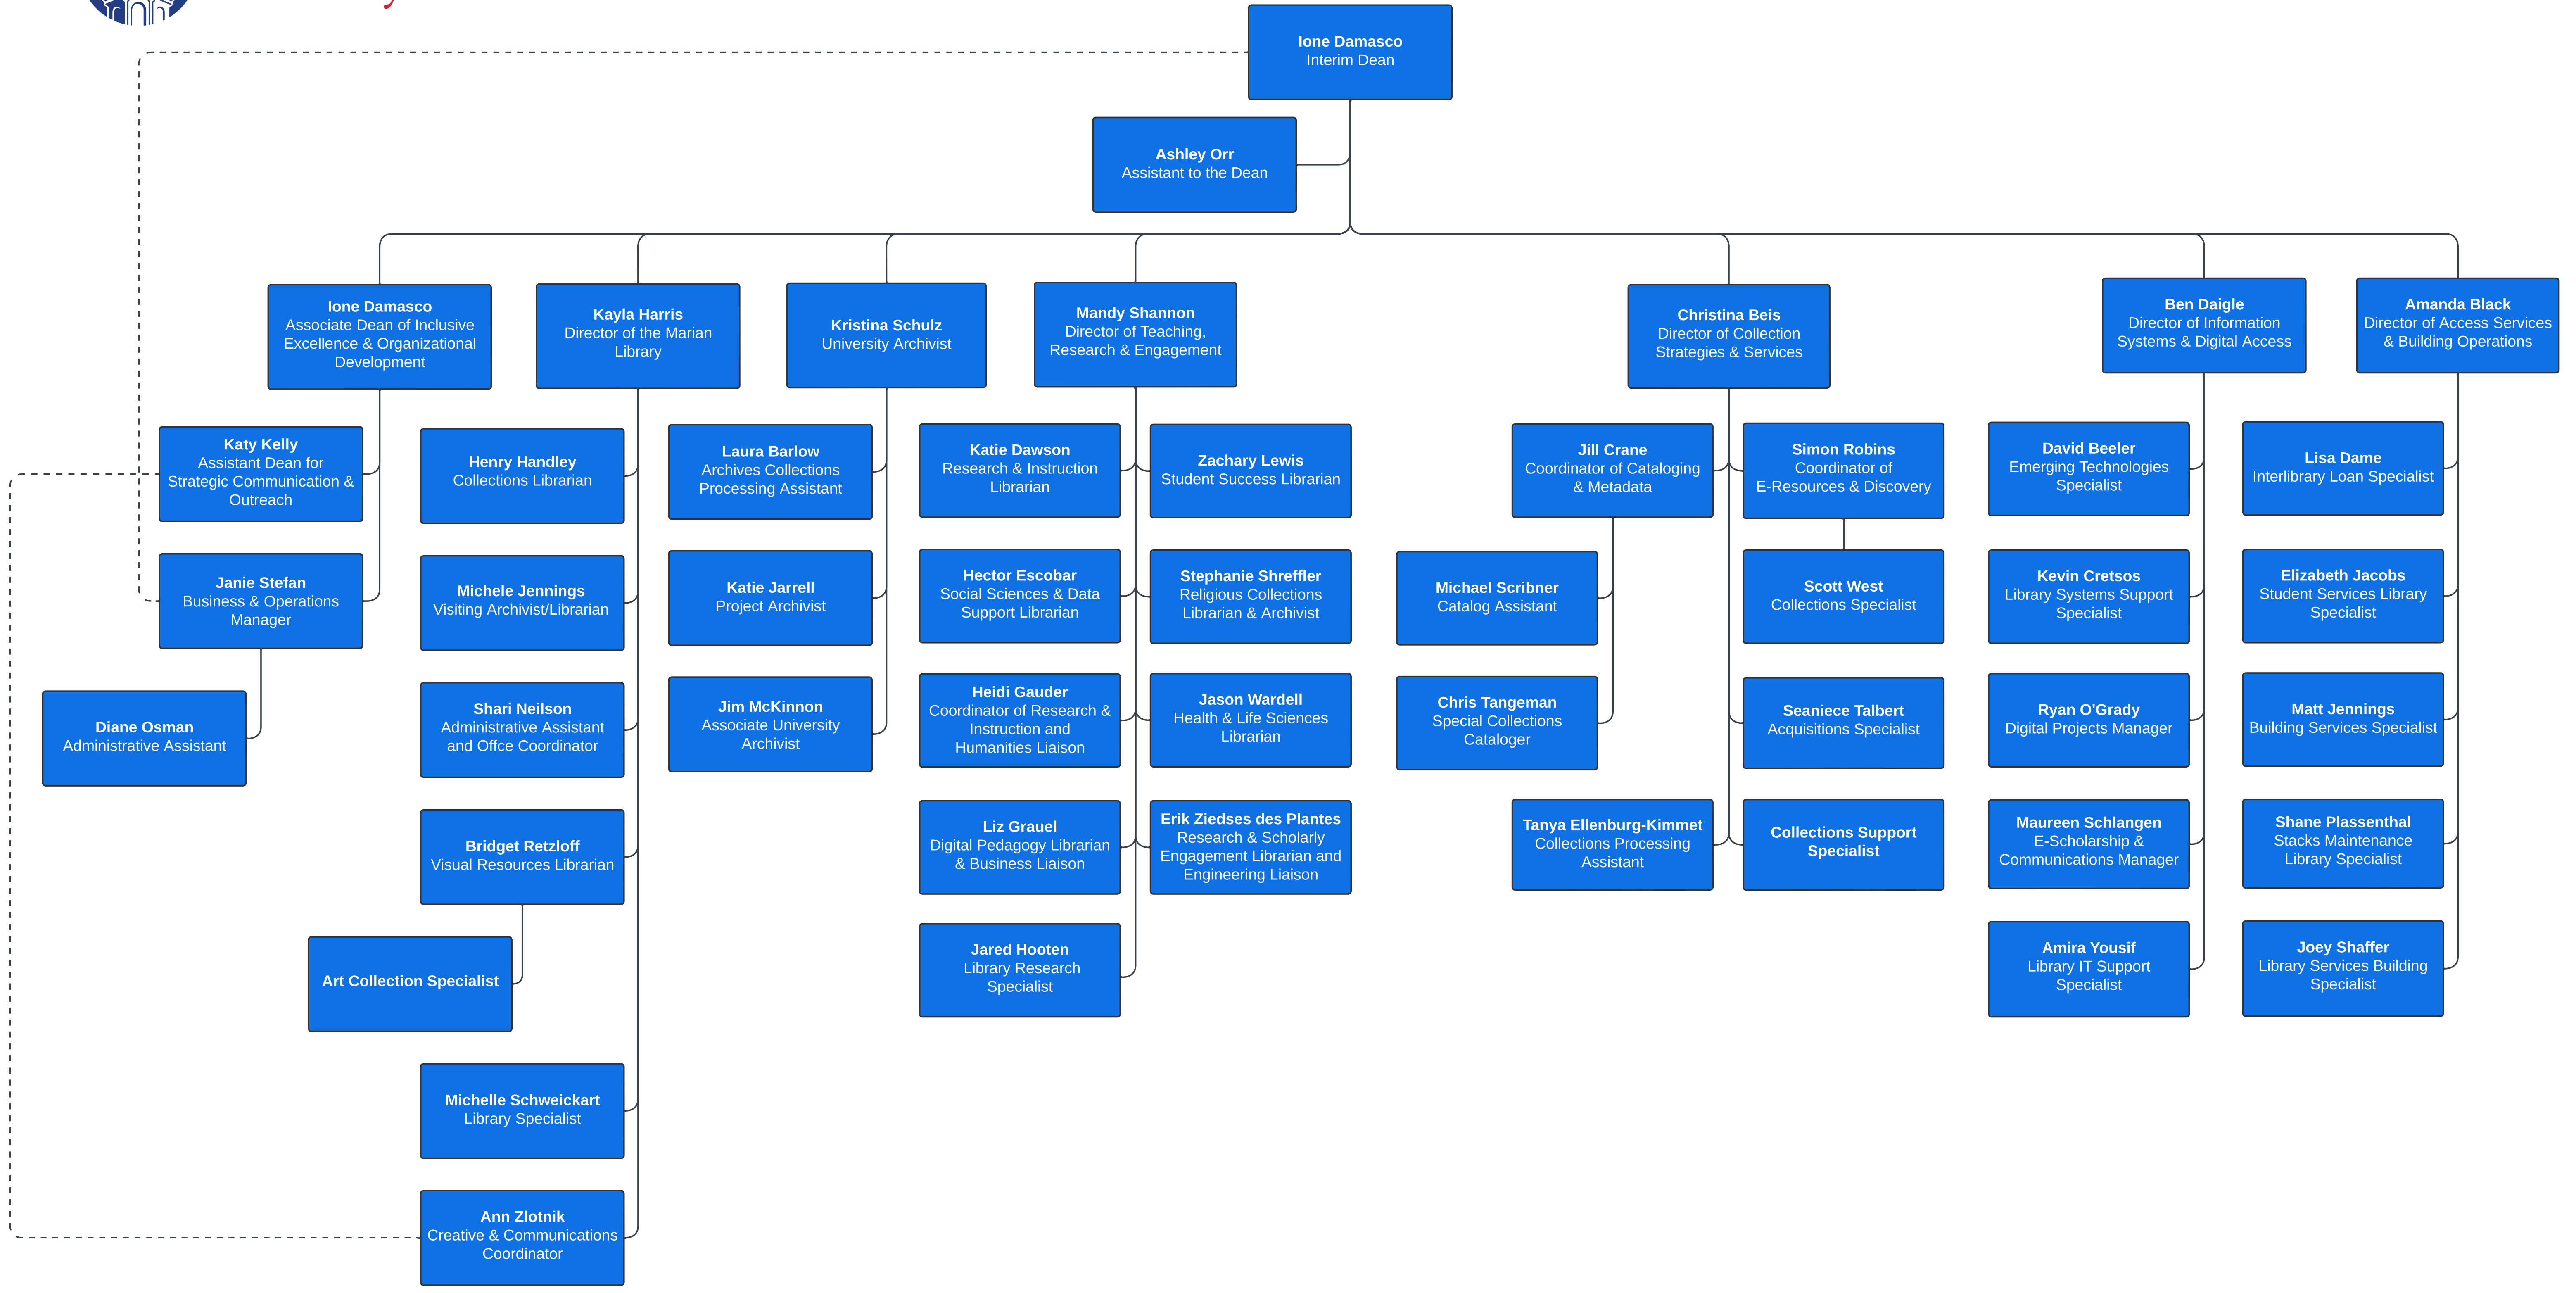 Ione Damasco
Interim Dean
Ashley Orr
Assistant to the Dean
Ione Damasco
Associate Dean of Inclusive
Excellence & Organizational
Development
Kayla Harris
Director of the Marian
Library
Kristina Schulz
University Archivist
Mandy Shannon
Director of Teaching,
Research & Engagement
Christina Beis
Director of Collection
Strategies & Services
Ben Daigle
Director of Information
Systems & Digital Access
Amanda Black
Director of Access Services
& Building Operations
Katy Kelly
Assistant Dean for
Strategic Communication &
Outreach
Janie Stefan
Business & Operations
Manager
Diane Osman
Administrative Assistant
Henry Handley
Collections Librarian
Michele Jennings
Visiting Archivist/Librarian
Shari Neilson
Administrative Assistant
and Offce Coordinator
Bridget Retzloff
Visual Resources Librarian
Art Collection Specialist
Michelle Schweickart
Library Specialist
Ann Zlotnik
Creative & Communications
Coordinator
Laura Barlow
Archives Collections
Processing Assistant
Katie Jarrell
Project Archivist
Jim McKinnon
Associate University
Archivist
Katie Dawson
Research & Instruction
Librarian
Hector Escobar
Social Sciences & Data
Support Librarian
Heidi Gauder
Coordinator of Research &
Instruction and
Humanities Liaison
Liz Grauel
Digital Pedagogy Librarian
& Business Liaison
Jared Hooten
Library Research
Specialist
Zachary Lewis
Student Success Librarian
Stephanie Shreffler
Religious Collections
Librarian & Archivist
Jason Wardell
Health & Life Sciences
Librarian
Erik Ziedses des Plantes
Research & Scholarly
Engagement Librarian and
Engineering Liaison
Jill Crane
Coordinator of Cataloging
& Metadata
Michael Scribner
Catalog Assistant
Chris Tangeman
Special Collections
Cataloger
Tanya Ellenburg-Kimmet
Collections Processing
Assistant
Simon Robins
Coordinator of
E-Resources & Discovery
Scott West
Collections Specialist
Seaniece Talbert
Acquisitions Specialist
Collections Support
Specialist
David Beeler
Emerging Technologies
Specialist
Kevin Cretsos
Library Systems Support
Specialist
Ryan O'Grady
Digital Projects Manager
Maureen Schlangen
E-Scholarship &
Communications Manager
Amira Yousif
Library IT Support
Specialist
Lisa Dame
Interlibrary Loan Specialist
Elizabeth Jacobs
Student Services Library
Specialist
Matt Jennings
Building Services Specialist
Shane Plassenthal
Stacks Maintenance
Library Specialist
Joey Shaffer
Library Services Building
Specialist